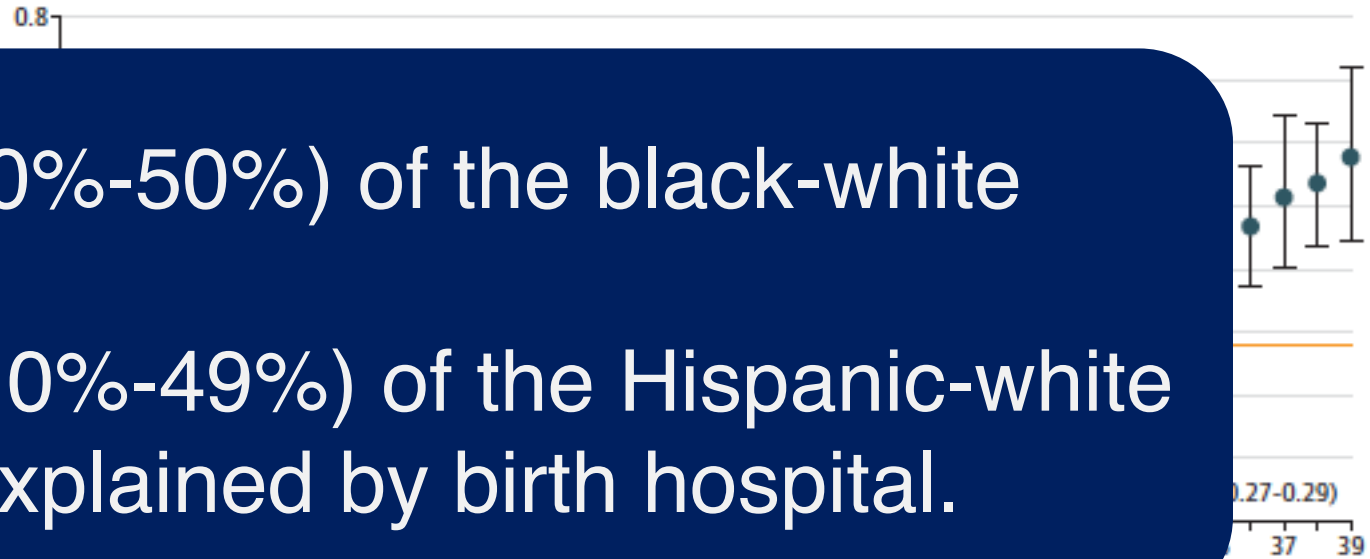 0.8
0%-50%) of the black-white
0%-49%) of the Hispanic-white
xplained by birth hospital.
.27-0.29)
37 39